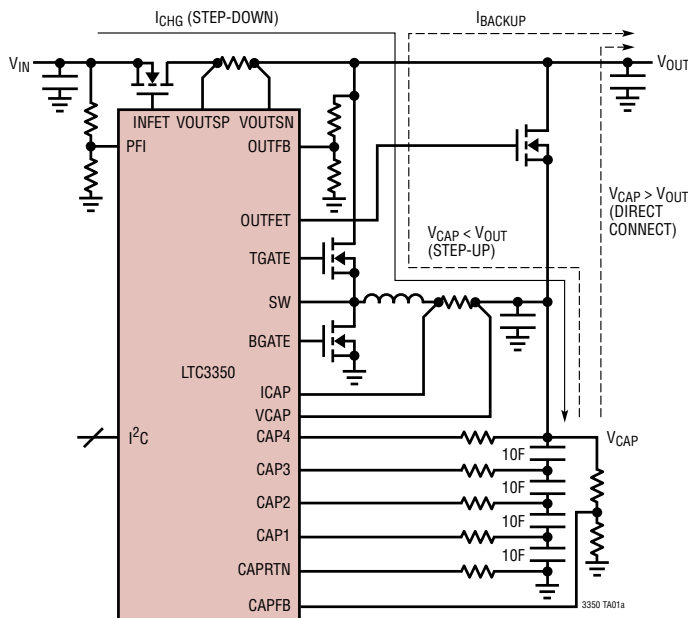 I_CHG (STEP-DOWN)
I_BACKUP
V_IN
V_OUT
INFET
VOUTSP
VOUTSN
PFI
OUTFB
OUTFET
V_CAP > V_OUT
(DIRECT
CONNECT)
V_CAP < V_OUT
(STEP-UP)
TGATE
SW
BGATE
LTC3350
ICAP
VCAP
I²C
CAP4
V_CAP
10F
CAP3
10F
CAP2
10F
CAP1
10F
CAPRTN
CAPFB
3350 TA01a